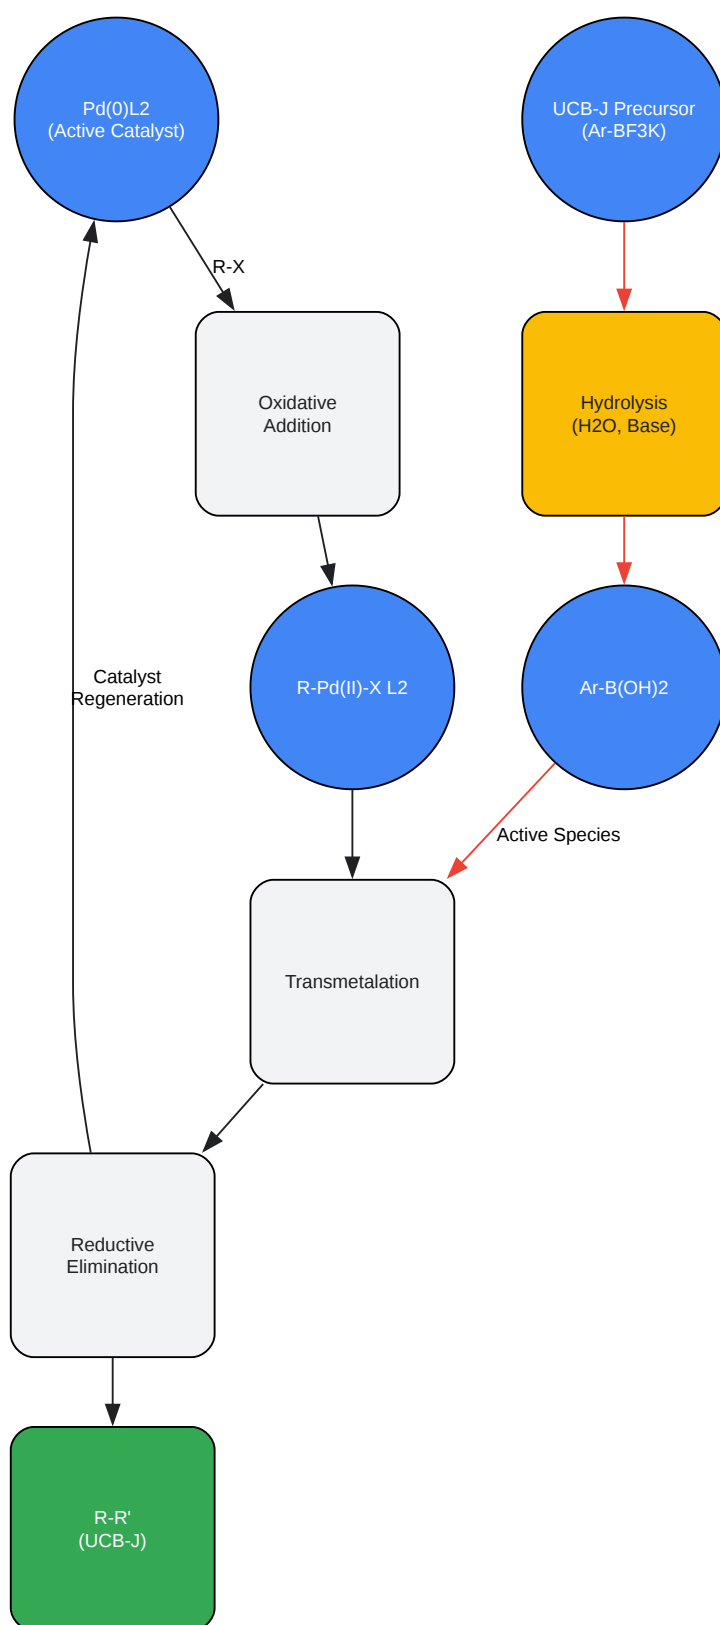 Pd(0)L2
(Active Catalyst)
UCB-J Precursor
(Ar-BF3K)
R-X
Oxidative
Addition
Hydrolysis
(H2O, Base)
Catalyst
Regeneration
R-Pd(II)-X L2
Ar-B(OH)2
Active Species
Transmetalation
Reductive
Elimination
R-R'
(UCB-J)